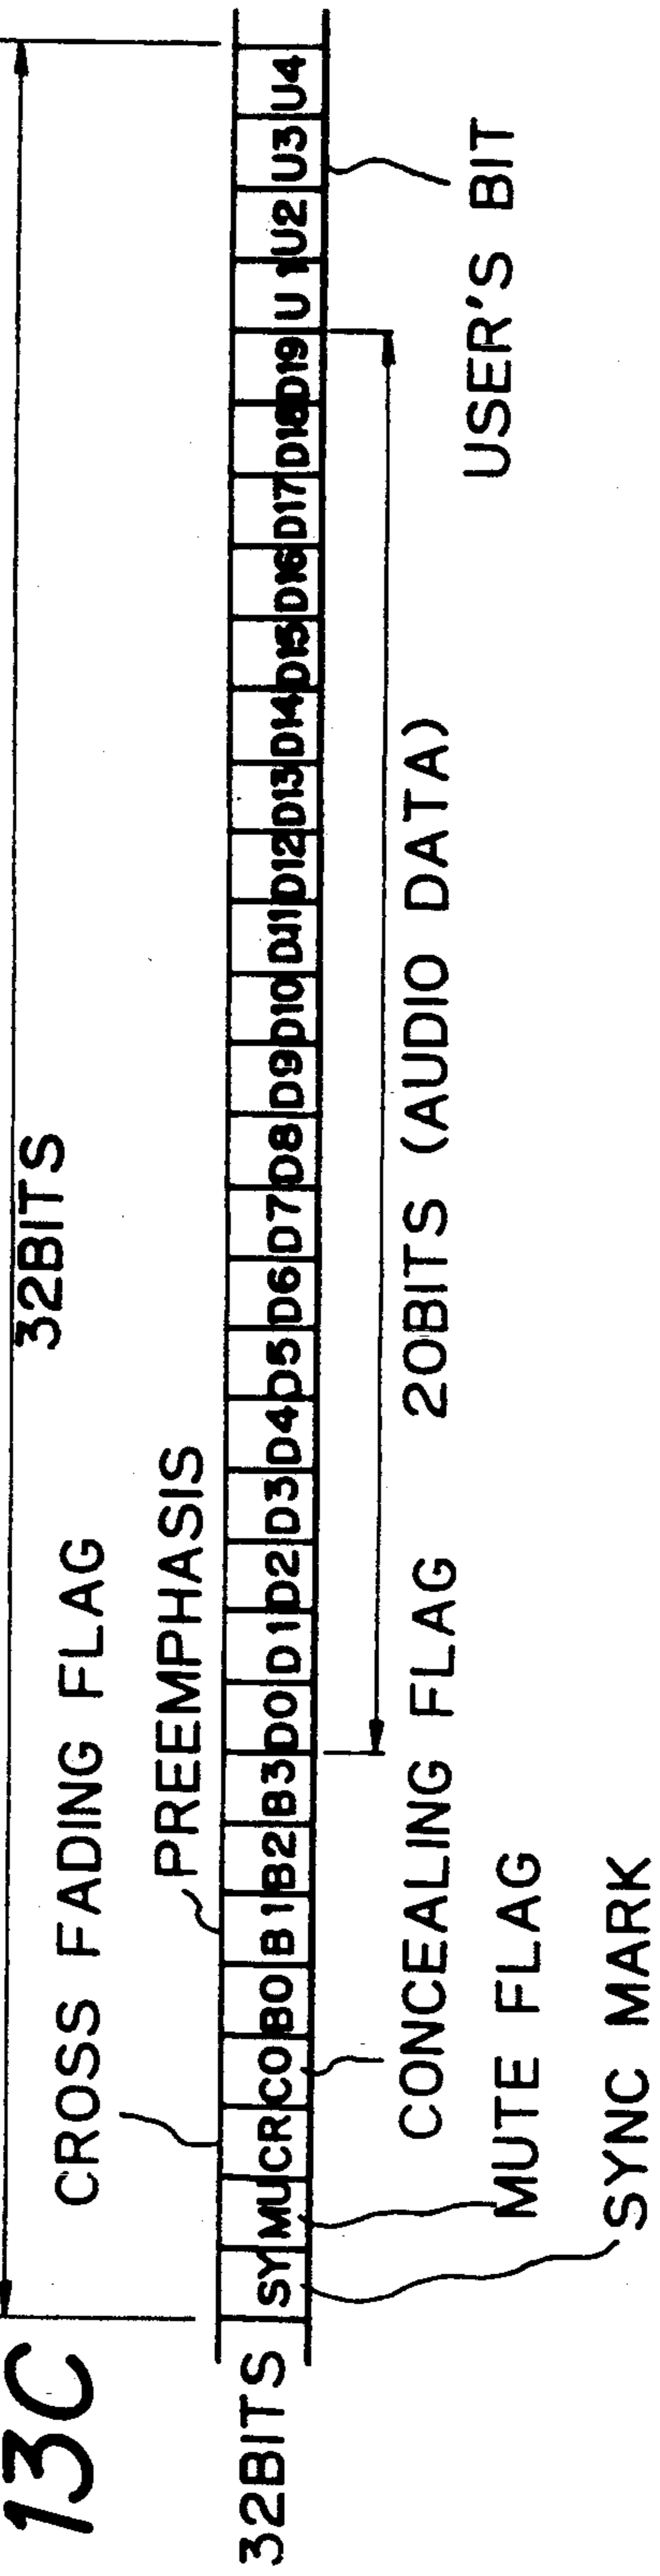 13C
32BITS
CROSS FADING FLAG
PREEMPHASIS
32BITS
SY MU CR CO B0 B1 B2 B3 D0 D1 D2 D3 D4 D5 D6 D7 D8 D9 D10 D11 D12 D13 D14 D15 D16 D17 D18 D19 U1 U2 U3 U4
20BITS (AUDIO DATA)
CONCEALING FLAG
USER'S BIT
MUTE FLAG
SYNC MARK